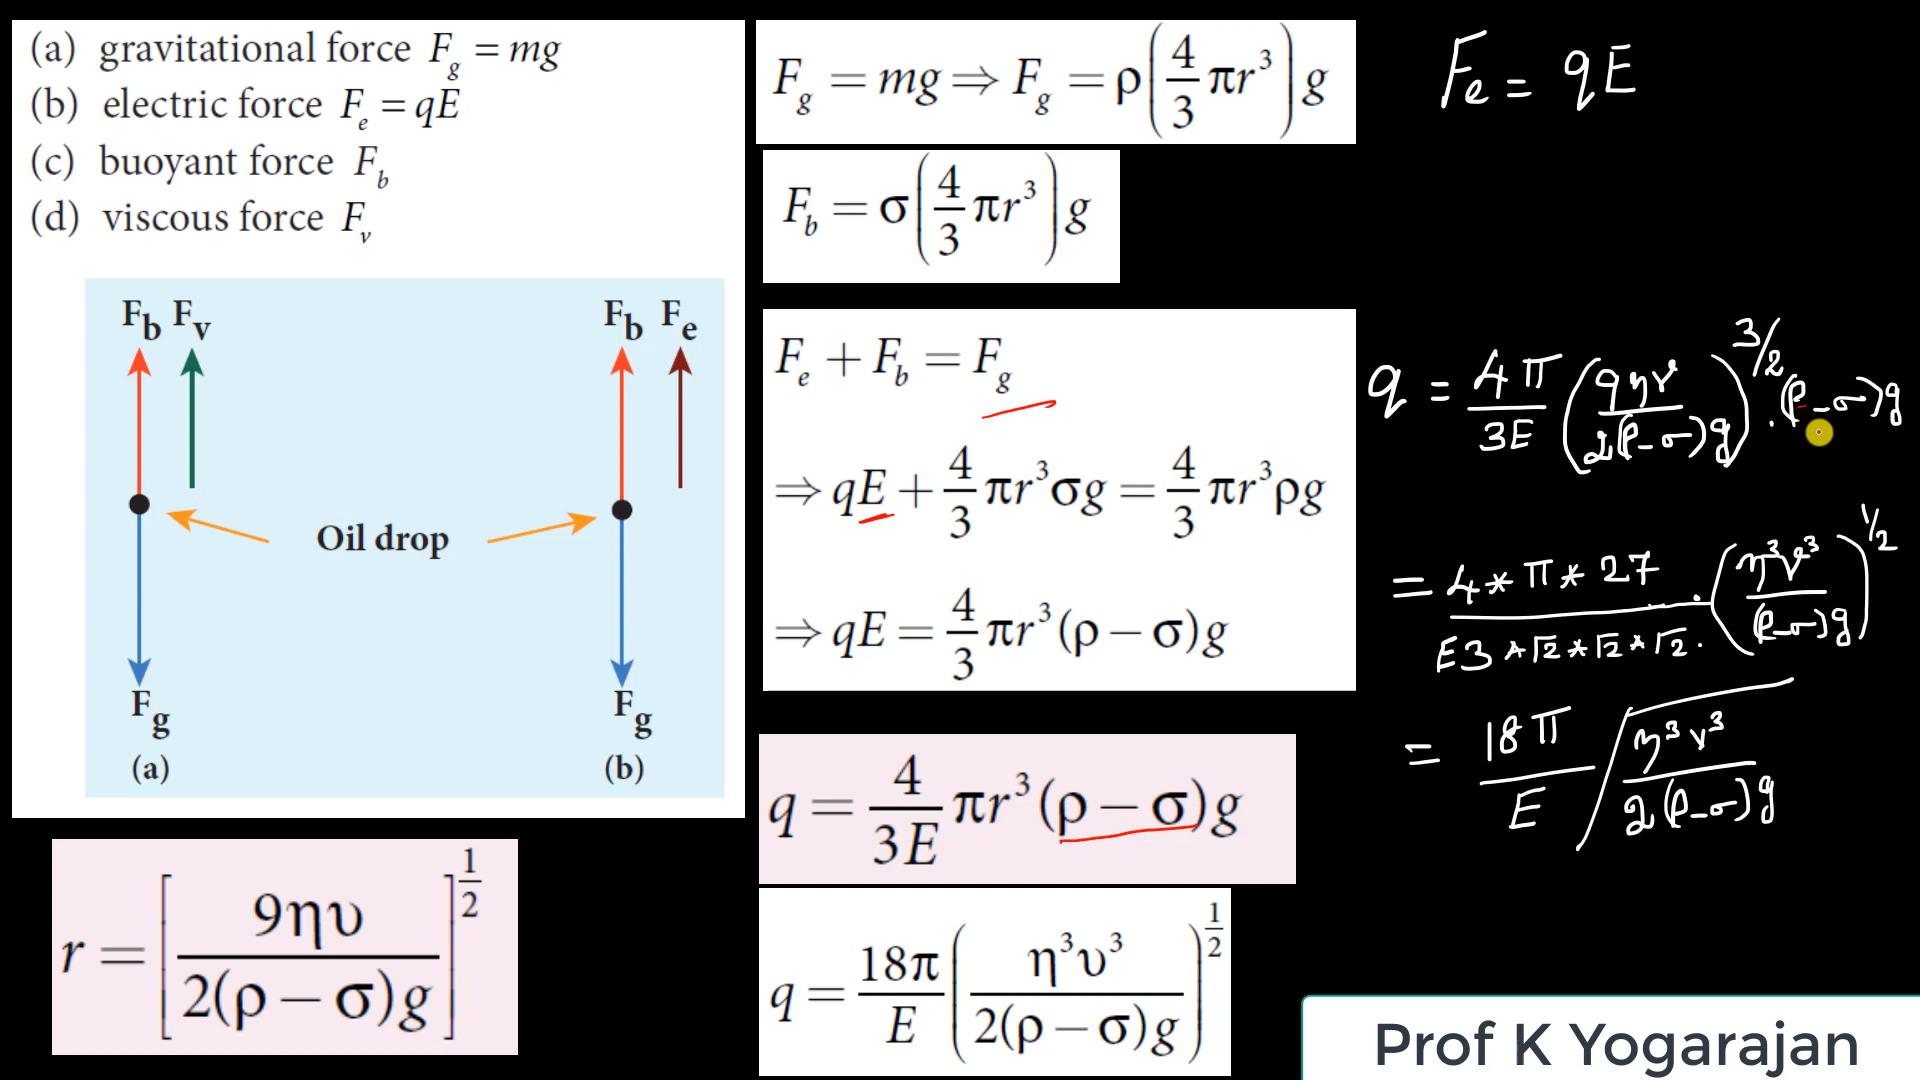 (a) gravitational force F_g = mg
(b) electric force F_e = qE
(c) buoyant force F_b
(d) viscous force F_v
F_b F_v
F_b F_e
Oil drop
F_g
F_g
(a)
(b)
r = [9ηυ / 2(ρ − σ)g]^(1/2)
F_g = mg ⇒ F_g = ρ(4/3 πr³)g
F_b = σ(4/3 πr³)g
F_e + F_b = F_g
⇒ qE + 4/3 πr³σg = 4/3 πr³ρg
⇒ qE = 4/3 πr³(ρ − σ)g
q = 4/3E πr³(ρ − σ)g
q = 18π/E (η³υ³ / 2(ρ − σ)g)^(1/2)
F_e = qE
q = 4π/3E (9ηv / 2(ρ−σ)g)^(3/2) . (ρ−σ)g
= 4*π*27 / E3*√2*√2*√2 . (η³v³ / (ρ−σ)g)^(1/2)
= 18π/E √(η³v³ / 2(ρ−σ)g)
Prof K Yogarajan